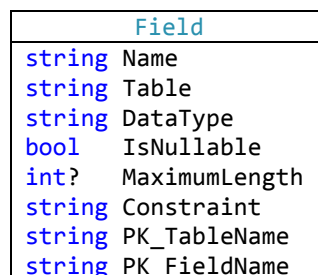 Field
string Name
string Table
string DataType
bool IsNullable
int? MaximumLength
string Constraint
string PK_TableName
string PK_FieldName